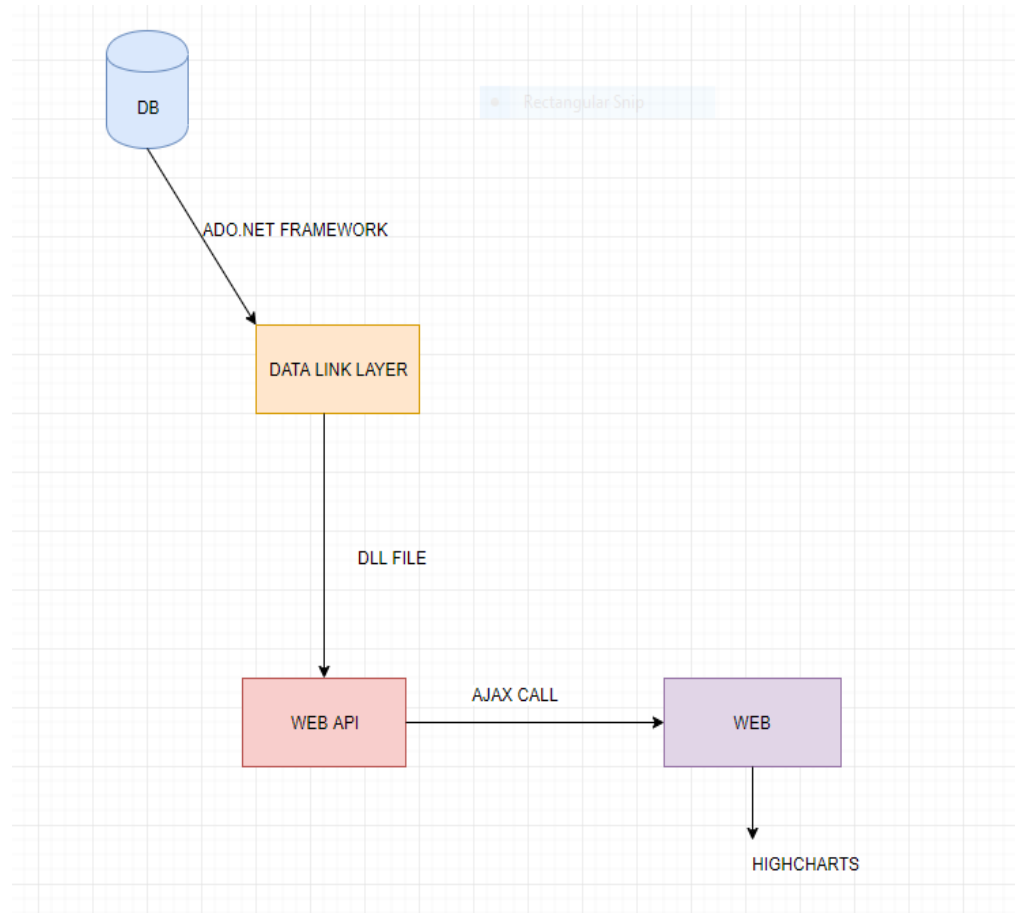 DB
Rectangular Snip
ADO.NET FRAMEWORK
DATA LINK LAYER
DLL FILE
AJAX CALL
WEB API
WEB
HIGHCHARTS